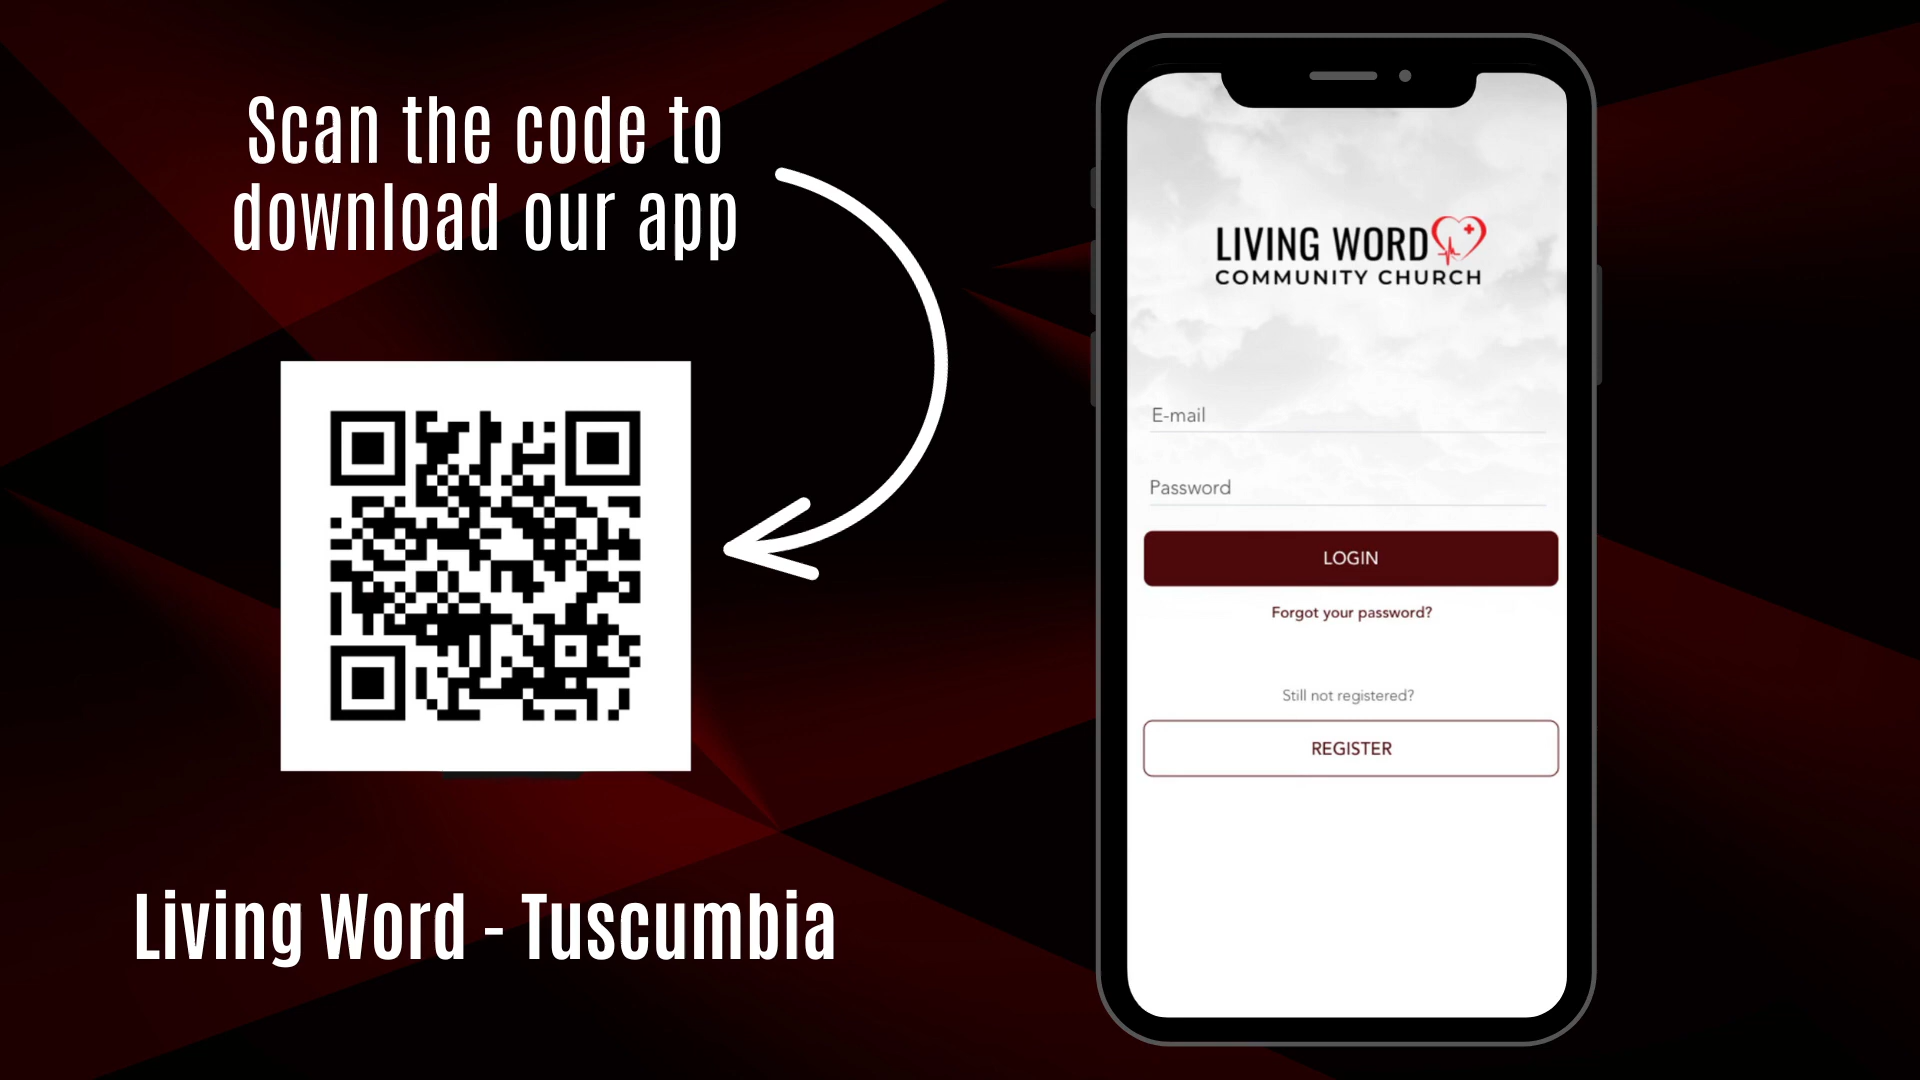 Scan the code to
download our app
Living Word - Tuscumbia
LIVING WORD
COMMUNITY CHURCH
E-mail
Password
LOGIN
Forgot your password?
Still not registered?
REGISTER